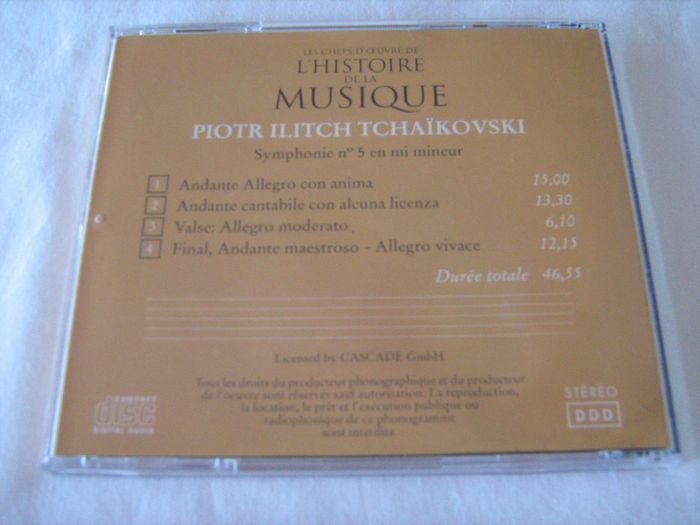 LES CHEFS-D'ŒUVRE DE
L'HISTOIRE
DE LA
MUSIQUE
PIOTR ILITCH TCHAÏKOVSKI
Symphonie nº 5 en mi mineur
1 Andante Allegro con anima 15,00
2 Andante cantabile con alcuna licenza 13,30
3 Valse: Allegro moderato 6,10
4 Final, Andante maestroso - Allegro vivace 12,15
Durée totale 46,55
Licensed by CASCADE GmbH
Tous les droits du producteur phonographique et du producteur
de l'oeuvre sont réservés sauf autorisation. La reproduction,
la location, le prêt et l'exécution publique ou
radiophonique de ce phonogramme
sont interdits.
COMPACT
disc
DIGITAL AUDIO
STÉRÉO
DDD